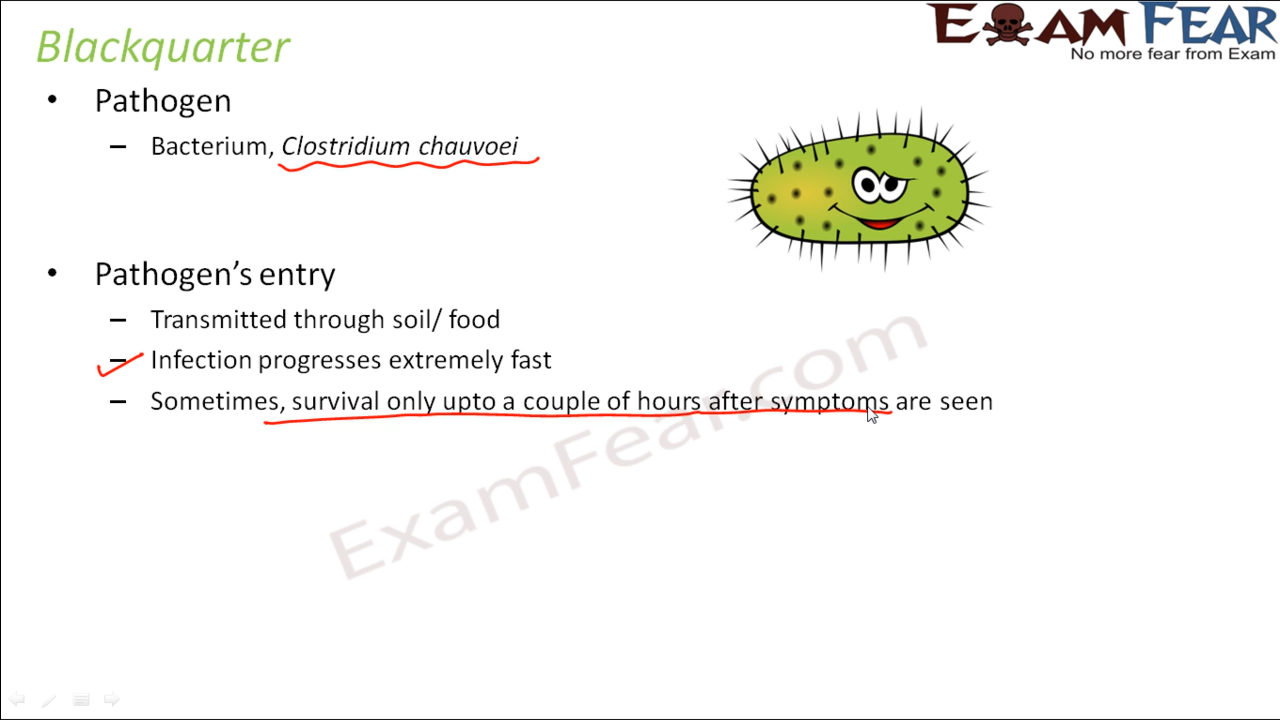 Blackquarter
EXAM FEAR
No more fear from Exam
• Pathogen
– Bacterium, Clostridium chauvoei
• Pathogen’s entry
– Transmitted through soil/ food
– Infection progresses extremely fast
– Sometimes, survival only upto a couple of hours after symptoms are seen
ExamFear.com